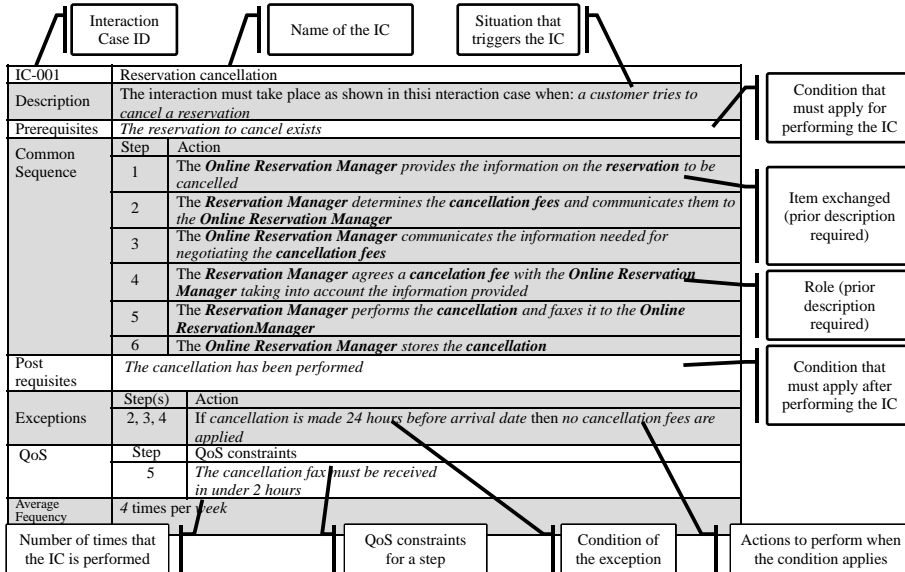 Interaction
Case ID
Name of the IC
Situation that
triggers the IC
IC-001 Reservation cancellation
Description The interaction must take place as shown in thisi nteraction case when: a customer tries to
cancel a reservation
Prerequisites The reservation to cancel exists
Common
Sequence
Step Action
1 The Online Reservation Manager provides the information on the reservation to be
cancelled
2 The Reservation Manager determines the cancellation fees and communicates them to
the Online Reservation Manager
3 The Online Reservation Manager communicates the information needed for
negotiating the cancellation fees
4 The Reservation Manager agrees a cancelation fee with the Online Reservation
Manager taking into account the information provided
5 The Reservation Manager performs the cancellation and faxes it to the Online
ReservationManager
6 The Online Reservation Manager stores the cancellation
Post
requisites
The cancellation has been performed
Exceptions
Step(s) Action
2, 3, 4 If cancellation is made 24 hours before arrival date then no cancellation fees are
applied
QoS
Step QoS constraints
5 The cancellation fax must be received
in under 2 hours
Average
Fequency
4 times per week
Condition that
must apply for
performing the IC
Item exchanged
(prior description
required)
Role (prior
description
required)
Condition that
must apply after
performing the IC
Number of times that
the IC is performed
QoS constraints
for a step
Condition of
the exception
Actions to perform when
the condition applies